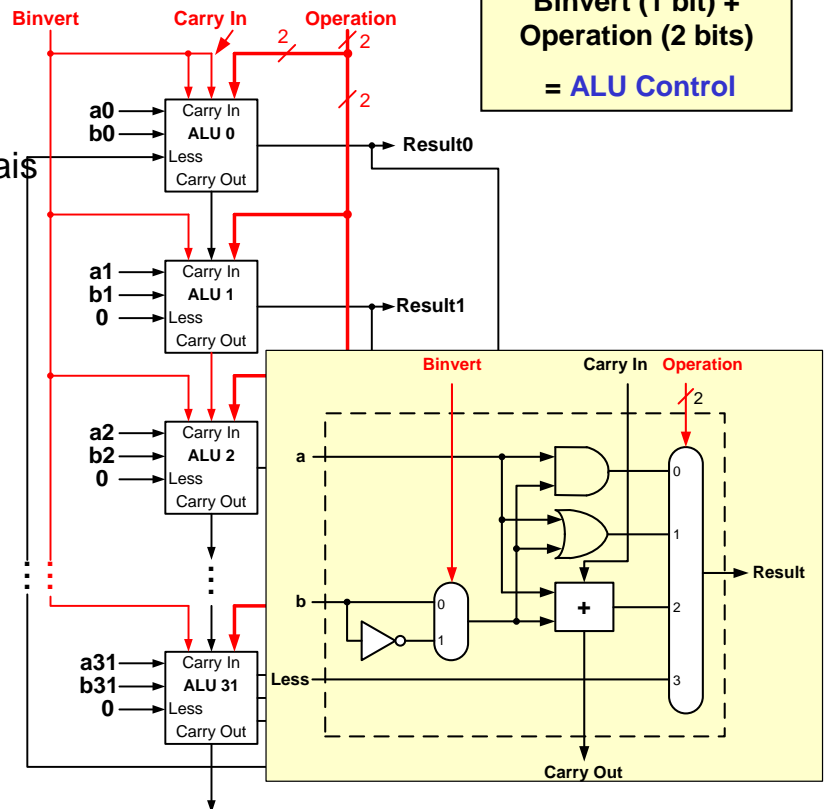 Binvert (1 bit) +
Operation (2 bits)
= ALU Control
Binvert
Carry In
Operation
2
2
2
a0
b0
Carry In
ALU 0
Less
Carry Out
Result0
ais
a1
b1
0
Carry In
ALU 1
Less
Carry Out
Result1
a2
b2
0
Carry In
ALU 2
Less
Carry Out
a31
b31
0
Carry In
ALU 31
Less
Carry Out
Binvert
Carry In
Operation
2
a
b
Less
0
1
+
0
1
2
3
Result
Carry Out